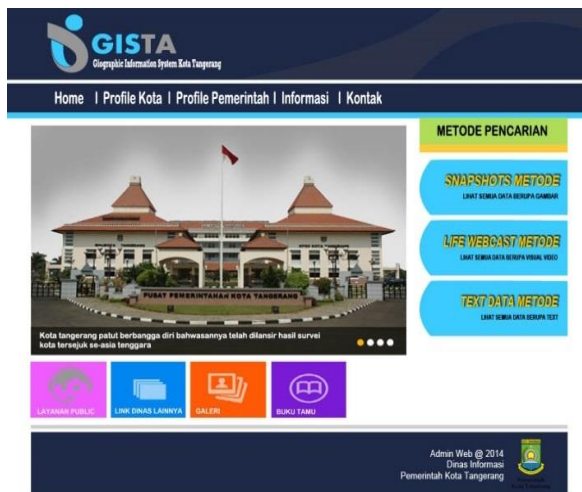 GISTA
Giographic Information System Kota Tangerang
Home | Profile Kota | Profile Pemerintah | Informasi | Kontak
METODE PENCARIAN
SNAPSHOTS METODE
LIHAT SEMUA DATA BERUPA GAMBAR
LIFE WEBCAST METODE
LIHAT SEMUA DATA BERUPA VISUAL VIDEO
TEXT DATA METODE
LIHAT SEMUA DATA BERUPA TEXT
PUSAT PEMERINTAHAN KOTA TANGERANG
Kota tangerang patut berbangga diri bahwasannya telah dilansir hasil survei
kota tersejuk se-asia tenggara
LAYANAN PUBLIC
LINK DINAS LAINNYA
GALERI
BUKU TAMU
Admin Web @ 2014
Dinas Informasi
Pemerintah Kota Tangerang